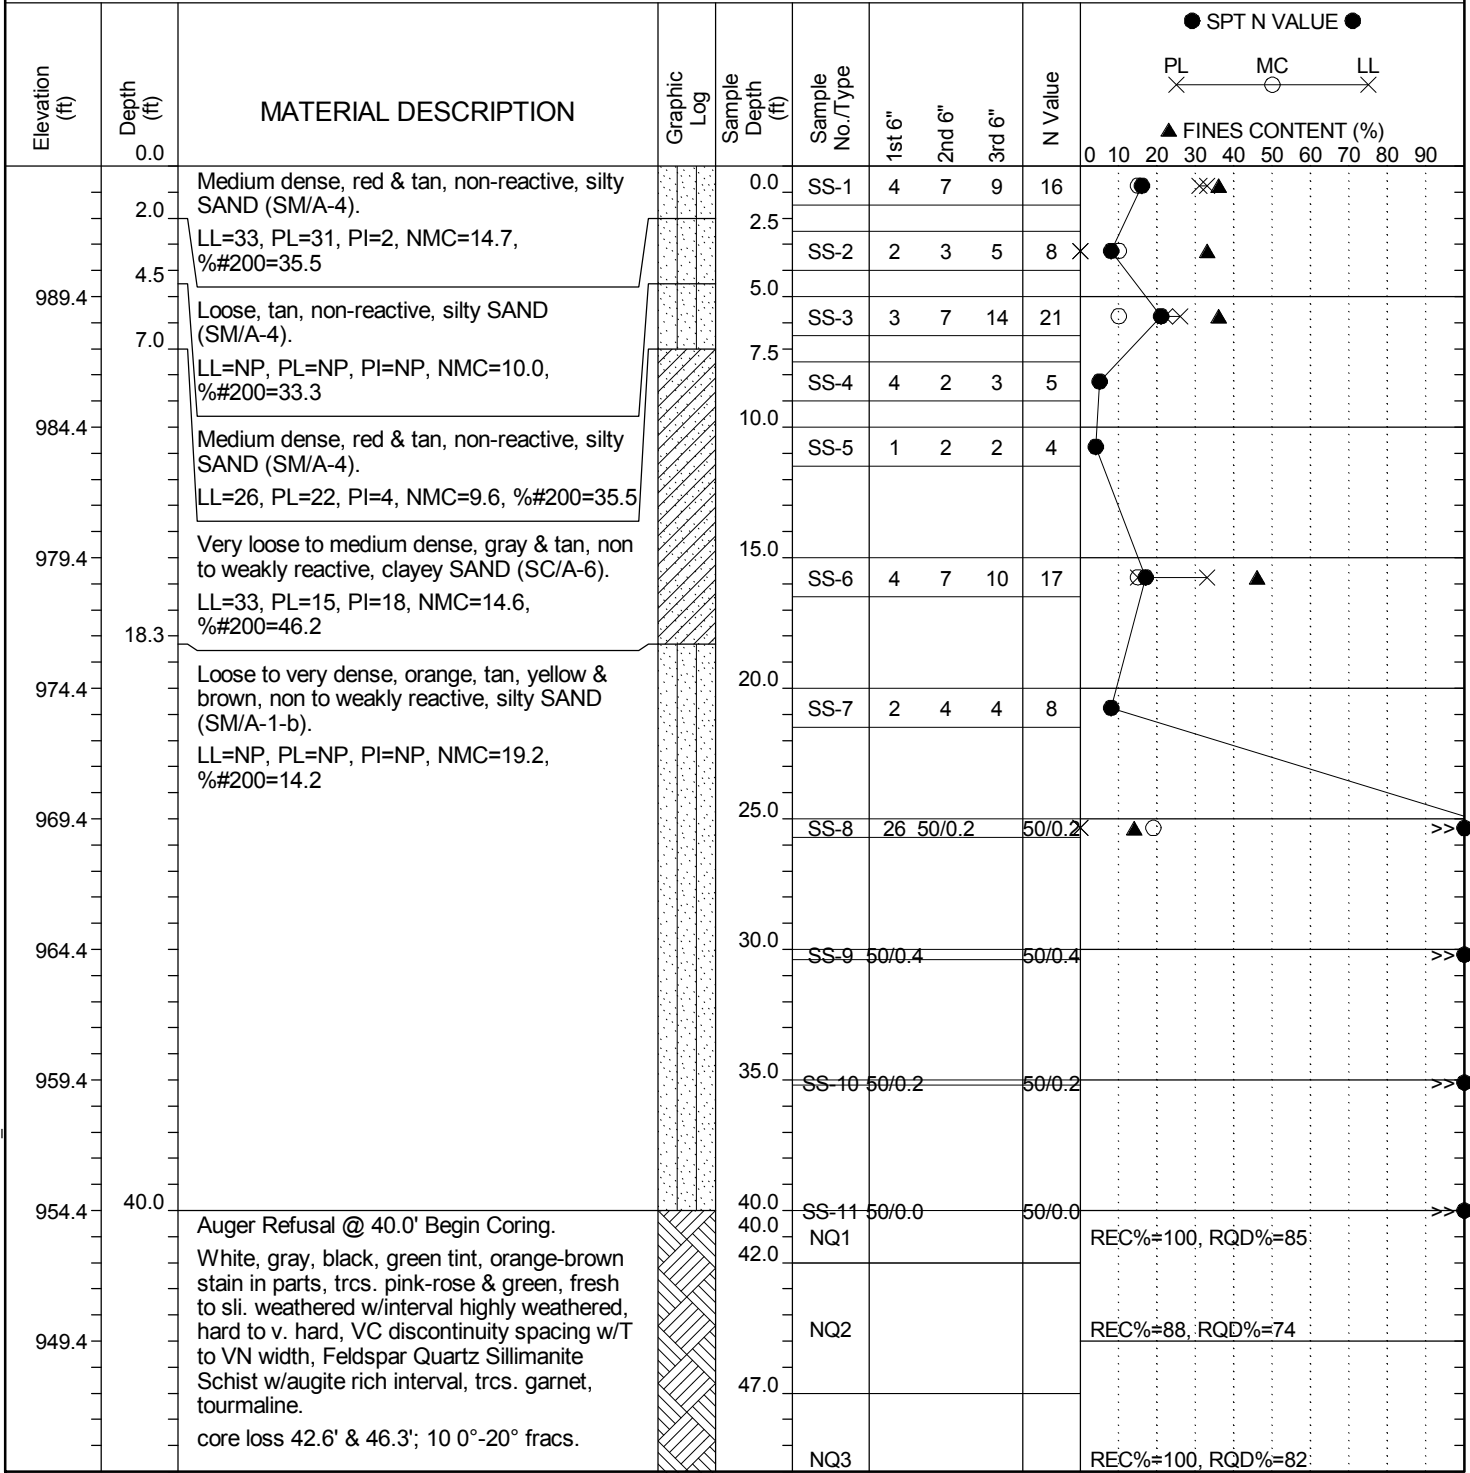 ● SPT N VALUE ●
PL MC LL
▲ FINES CONTENT (%)
0 10 20 30 40 50 60 70 80 90
Elevation (ft)
Depth (ft)
0.0
MATERIAL DESCRIPTION
Graphic Log
Sample Depth (ft)
Sample No./Type
1st 6"
2nd 6"
3rd 6"
N Value
Medium dense, red & tan, non-reactive, silty
SAND (SM/A-4).
2.0
LL=33, PL=31, PI=2, NMC=14.7,
%#200=35.5
4.5
989.4
Loose, tan, non-reactive, silty SAND
(SM/A-4).
7.0
LL=NP, PL=NP, PI=NP, NMC=10.0,
%#200=33.3
984.4
Medium dense, red & tan, non-reactive, silty
SAND (SM/A-4).
LL=26, PL=22, PI=4, NMC=9.6, %#200=35.5
979.4
Very loose to medium dense, gray & tan, non
to weakly reactive, clayey SAND (SC/A-6).
LL=33, PL=15, PI=18, NMC=14.6,
%#200=46.2
18.3
974.4
Loose to very dense, orange, tan, yellow &
brown, non to weakly reactive, silty SAND
(SM/A-1-b).
LL=NP, PL=NP, PI=NP, NMC=19.2,
%#200=14.2
969.4
964.4
959.4
954.4
40.0
Auger Refusal @ 40.0' Begin Coring.
White, gray, black, green tint, orange-brown
stain in parts, trcs. pink-rose & green, fresh
to sli. weathered w/interval highly weathered,
hard to v. hard, VC discontinuity spacing w/T
to VN width, Feldspar Quartz Sillimanite
Schist w/augite rich interval, trcs. garnet,
tourmaline.
949.4
core loss 42.6' & 46.3'; 10 0°-20° fracs.
0.0
SS-1 4 7 9 16
2.5
SS-2 2 3 5 8
5.0
SS-3 3 7 14 21
7.5
SS-4 4 2 3 5
10.0
SS-5 1 2 2 4
15.0
SS-6 4 7 10 17
20.0
SS-7 2 4 4 8
25.0
SS-8 26 50/0.2 50/0.2 >>
30.0
SS-9 50/0.4 50/0.4 >>
35.0
SS-10 50/0.2 50/0.2 >>
40.0
SS-11 50/0.0 50/0.0 >>
40.0
NQ1 REC%=100, RQD%=85
42.0
NQ2 REC%=88, RQD%=74
47.0
NQ3 REC%=100, RQD%=82